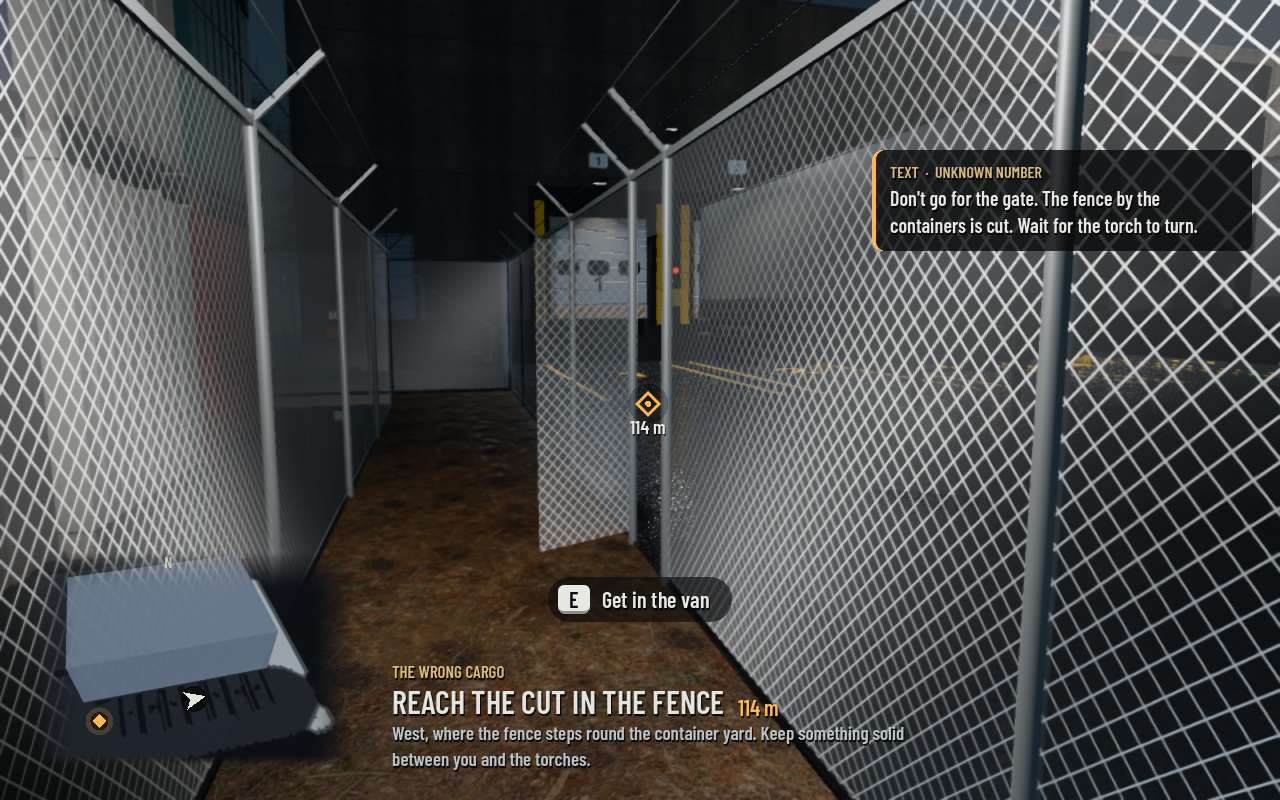 1
1
TEXT · UNKNOWN NUMBER
Don't go for the gate. The fence by the
containers is cut. Wait for the torch to turn.
114 m
N
E Get in the van
THE WRONG CARGO
REACH THE CUT IN THE FENCE 114 m
West, where the fence steps round the container yard. Keep something solid
between you and the torches.